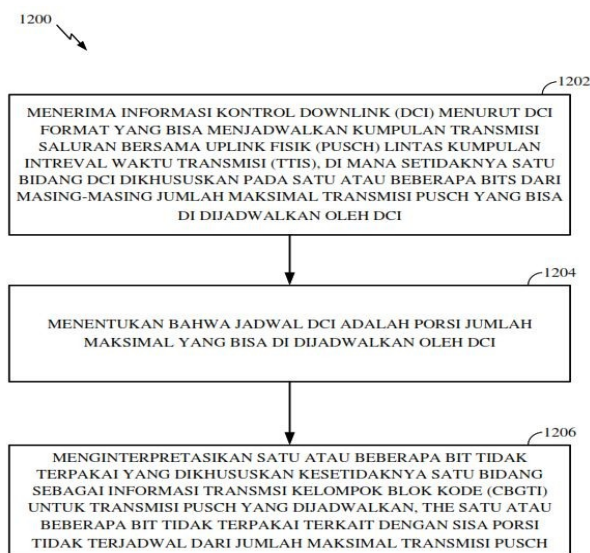 1200
1202
MENERIMA INFORMASI KONTROL DOWNLINK (DCI) MENURUT DCI
FORMAT YANG BISA MENJADWALKAN KUMPULAN TRANSMISI
SALURAN BERSAMA UPLINK FISIK (PUSCH) LINTAS KUMPULAN
INTREVAL WAKTU TRANSMISI (TTIS), DI MANA SETIDAKNYA SATU
BIDANG DCI DIKHUSUSKAN PADA SATU ATAU BEBERAPA BITS DARI
MASING-MASING JUMLAH MAKSIMAL TRANSMISI PUSCH YANG BISA
DI DIJADWALKAN OLEH DCI
1204
MENENTUKAN BAHWA JADWAL DCI ADALAH PORSI JUMLAH
MAKSIMAL YANG BISA DI DIJADWALKAN OLEH DCI
1206
MENGINTERPRETASIKAN SATU ATAU BEBERAPA BIT TIDAK
TERPAKAI YANG DIKHUSUSKAN KESETIDAKNYA SATU BIDANG
SEBAGAI INFORMASI TRANSMSI KELOMPOK BLOK KODE (CBGTI)
UNTUK TRANSMISI PUSCH YANG DIJADWALKAN, THE SATU ATAU
BEBERAPA BIT TIDAK TERPAKAI TERKAIT DENGAN SISA PORSI
TIDAK TERJADWAL DARI JUMLAH MAKSIMAL TRANSMISI PUSCH